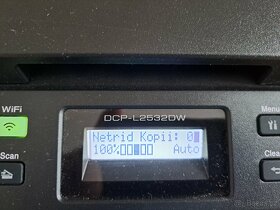 WiFi
DCP-L2532DW
Menu
Netrid Kopii: 0
100% Auto
Scan
Clea